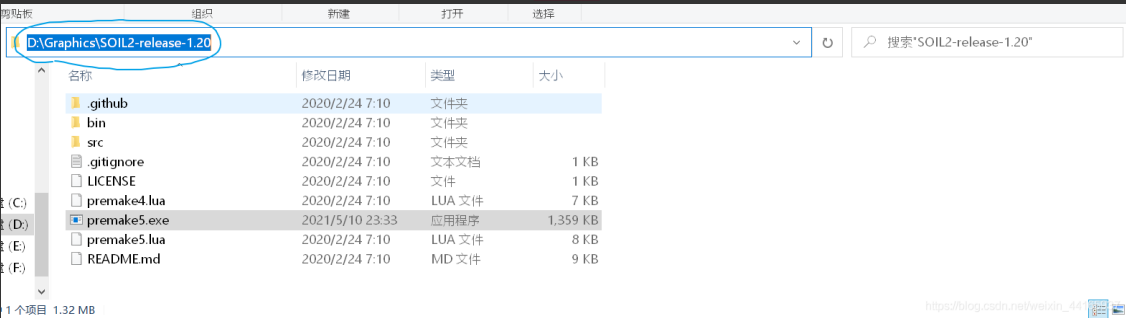 剪贴板 组织 新建 打开 选择
D:\Graphics\SOIL2-release-1.20 搜索"SOIL2-release-1.20"
名称 修改日期 类型 大小
.github 2020/2/24 7:10 文件夹
bin 2020/2/24 7:10 文件夹
src 2020/2/24 7:10 文件夹
.gitignore 2020/2/24 7:10 文本文档 1 KB
LICENSE 2020/2/24 7:10 文件 1 KB
(C:) premake4.lua 2020/2/24 7:10 LUA 文件 7 KB
(D:) premake5.exe 2021/5/10 23:33 应用程序 1,359 KB
(E:) premake5.lua 2020/2/24 7:10 LUA 文件 8 KB
(F:) README.md 2020/2/24 7:10 MD 文件 9 KB
1 个项目 1.32 MB